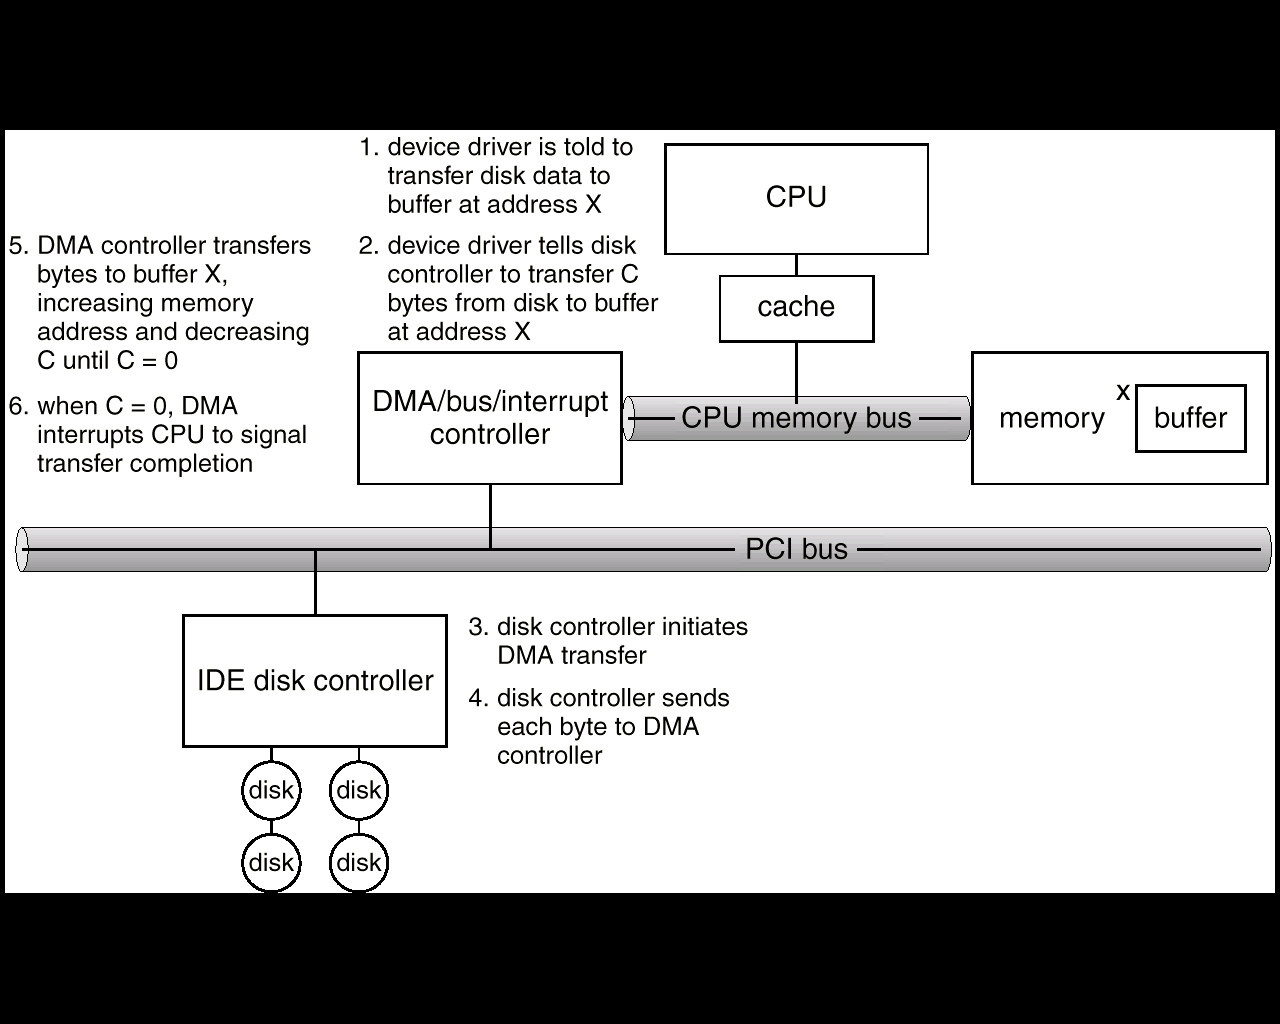 1. device driver is told to
transfer disk data to
buffer at address X
2. device driver tells disk
controller to transfer C
bytes from disk to buffer
at address X
5. DMA controller transfers
bytes to buffer X,
increasing memory
address and decreasing
C until C = 0
6. when C = 0, DMA
interrupts CPU to signal
transfer completion
CPU
cache
DMA/bus/interrupt
controller
CPU memory bus
memory
x
buffer
PCI bus
IDE disk controller
3. disk controller initiates
DMA transfer
4. disk controller sends
each byte to DMA
controller
disk
disk
disk
disk